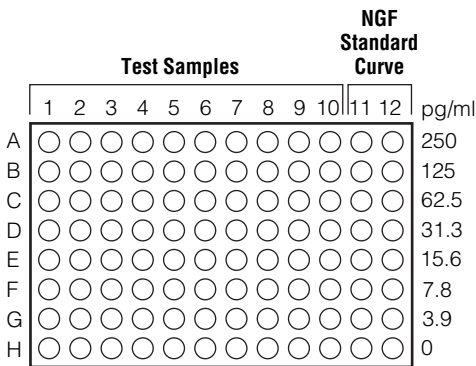 NGF
Standard
Curve
Test Samples
1 2 3 4 5 6 7 8 9 10 11 12 pg/ml
A 250
B 125
C 62.5
D 31.3
E 15.6
F 7.8
G 3.9
H 0